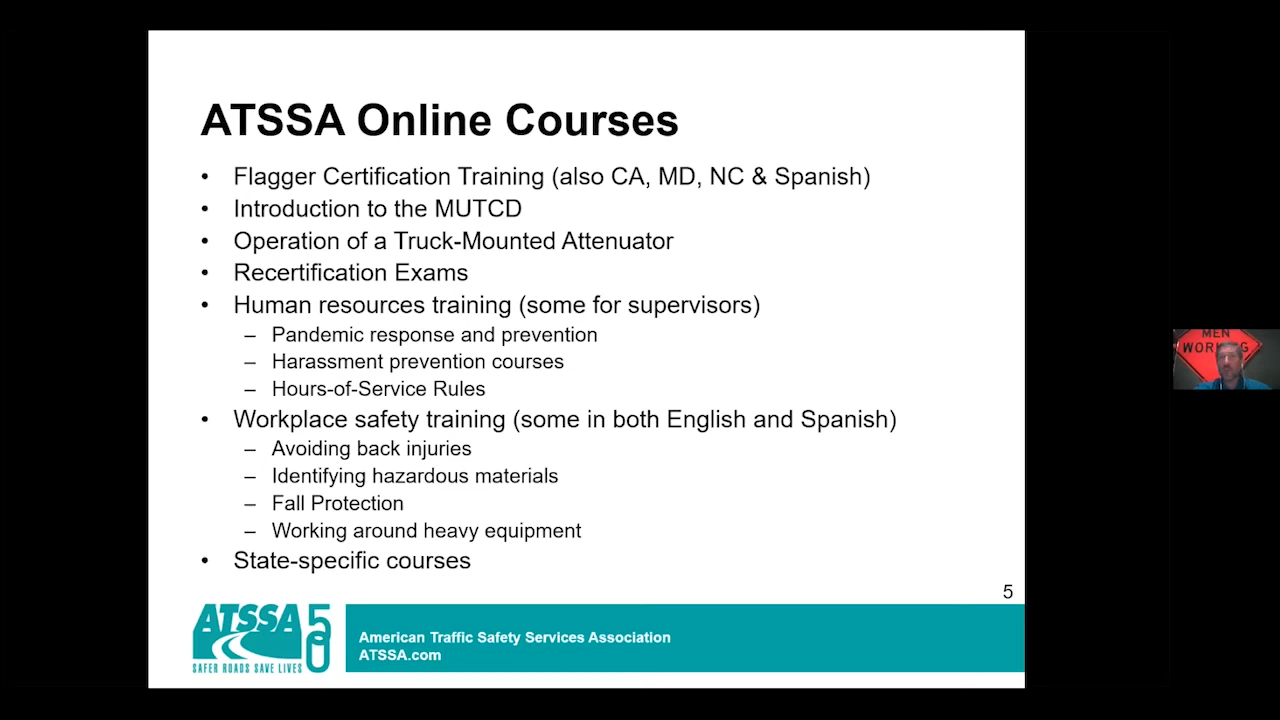 ATSSA Online Courses
• Flagger Certification Training (also CA, MD, NC & Spanish)
• Introduction to the MUTCD
• Operation of a Truck-Mounted Attenuator
• Recertification Exams
• Human resources training (some for supervisors)
– Pandemic response and prevention
– Harassment prevention courses
– Hours-of-Service Rules
• Workplace safety training (some in both English and Spanish)
– Avoiding back injuries
– Identifying hazardous materials
– Fall Protection
– Working around heavy equipment
• State-specific courses
5
ATSSA 50
SAFER ROADS SAVE LIVES
American Traffic Safety Services Association
ATSSA.com
MEN
WORKING